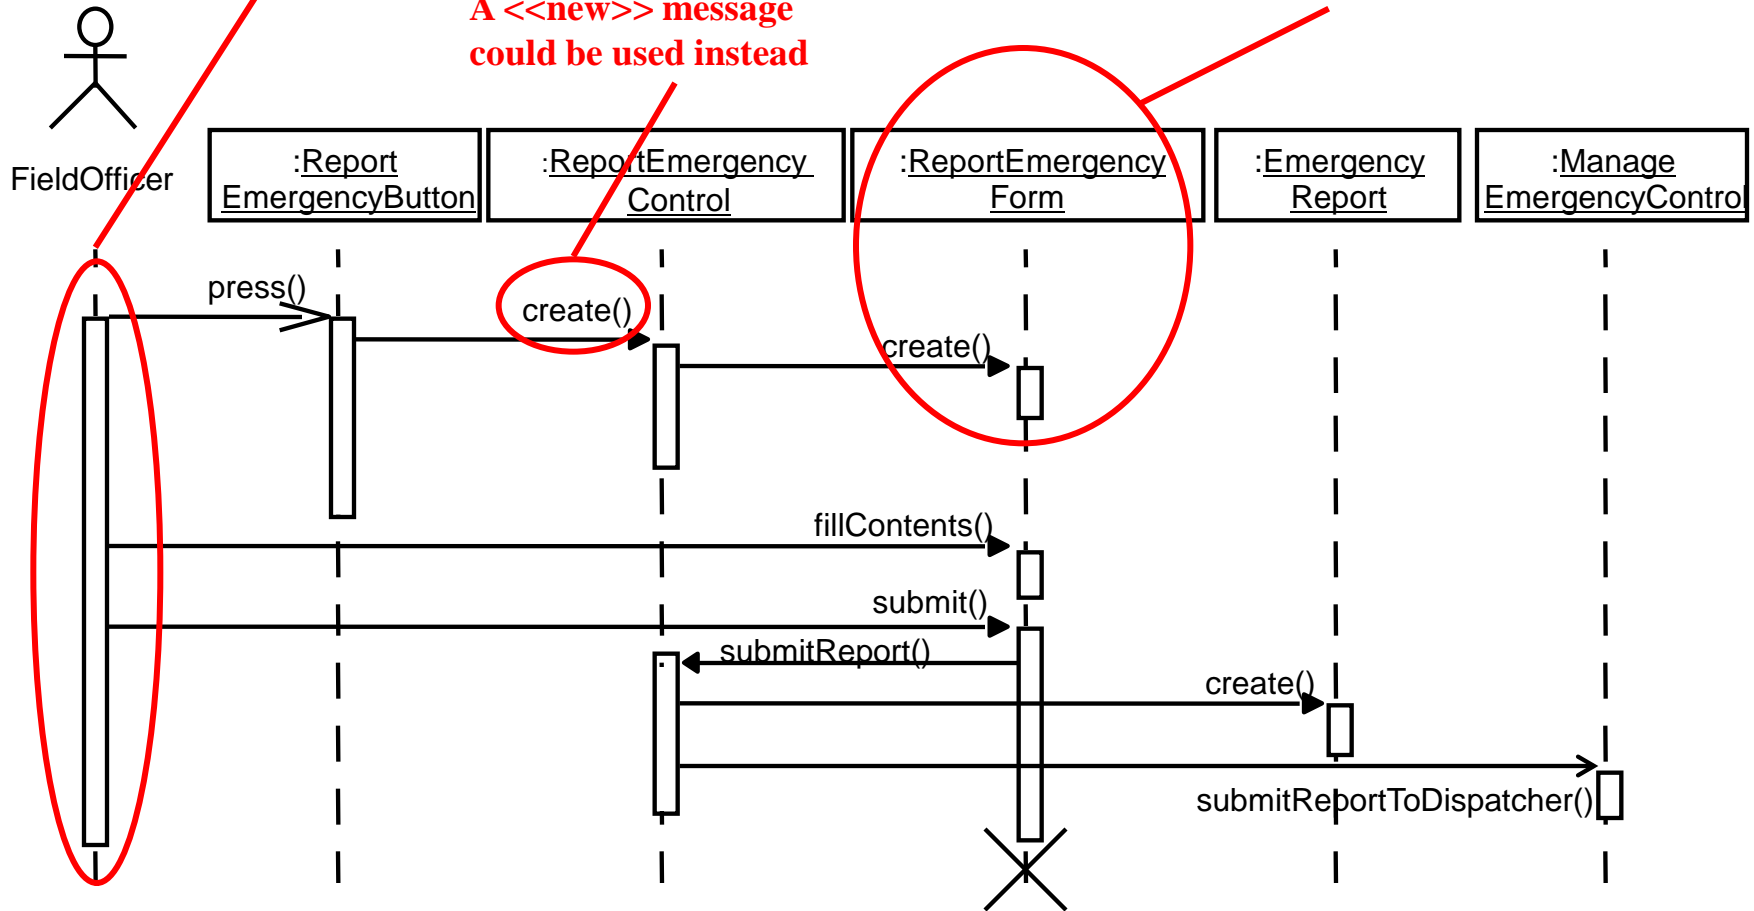 A <<new>> message
could be used instead
FieldOfficer
:Report
EmergencyButton
:ReportEmergency
Control
:ReportEmergency
Form
:Emergency
Report
:Manage
EmergencyControl
press()
create()
create()
fillContents()
submit()
submitReport()
create()
submitReportToDispatcher()